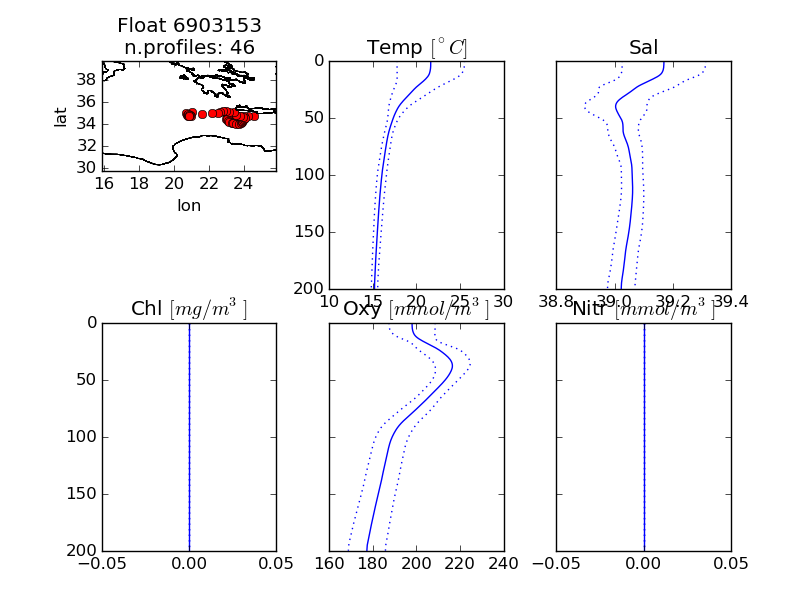 Float 6903153
n.profiles: 46
Temp [°C]
Sal
lat
38
36
34
32
30
16 18 20 22 24
lon
0
50
100
150
200
10 15 20 25 30
38.8 39.0 39.2 39.4
Chl [mg/m³]
Oxy [mmol/m³]
Nitr [mmol/m³]
0
50
100
150
200
−0.05 0.00 0.05
160 180 200 220 240
−0.05 0.00 0.05